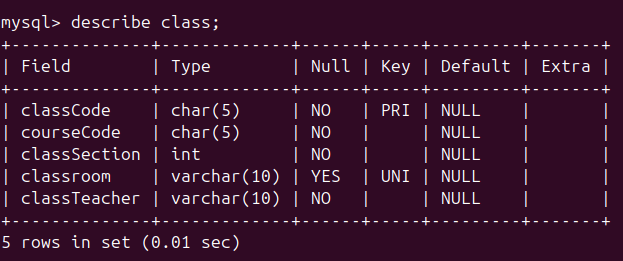 mysql> describe class;
+--------------+-------------+------+-----+---------+-------+
| Field        | Type        | Null | Key | Default | Extra |
+--------------+-------------+------+-----+---------+-------+
| classCode    | char(5)     | NO   | PRI | NULL    |       |
| courseCode   | char(5)     | NO   |     | NULL    |       |
| classSection | int         | NO   |     | NULL    |       |
| classroom    | varchar(10) | YES  | UNI | NULL    |       |
| classTeacher | varchar(10) | NO   |     | NULL    |       |
+--------------+-------------+------+-----+---------+-------+
5 rows in set (0.01 sec)